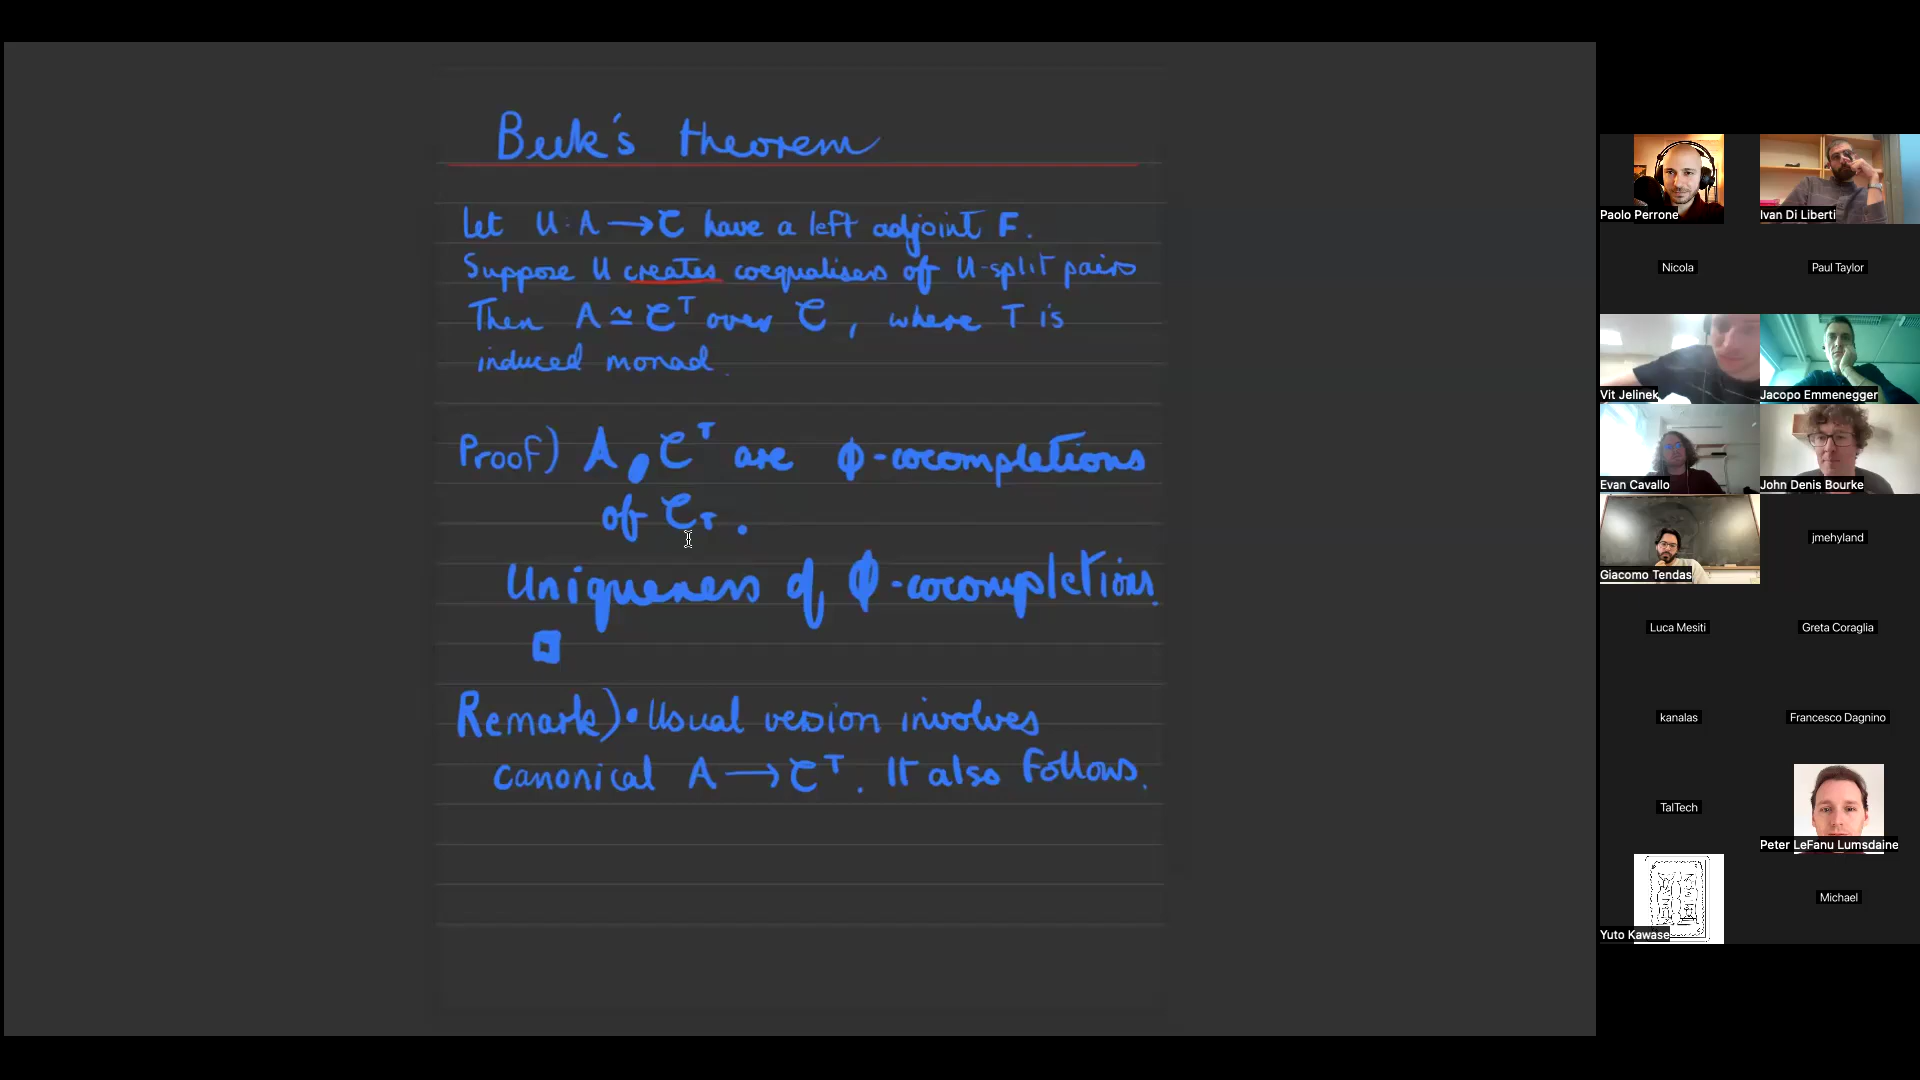 Beck's theorem
Let U: A ⟶ C have a left adjoint F.
Suppose U creates coequalisers of U-split pairs
Then A ≃ C^T over C, where T is
induced monad.
Proof) A, C^T are Φ-cocompletions
of C_T.
Uniqueness of Φ-cocompletions.
Remark) • Usual version involves
canonical A ⟶ C^T. It also follows.
Paolo Perrone
Ivan Di Liberti
Nicola
Paul Taylor
Vit Jelinek
Jacopo Emmenegger
Evan Cavallo
John Denis Bourke
Giacomo Tendas
jmehyland
Luca Mesiti
Greta Coraglia
kanalas
Francesco Dagnino
TalTech
Peter LeFanu Lumsdaine
Yuto Kawase
Michael